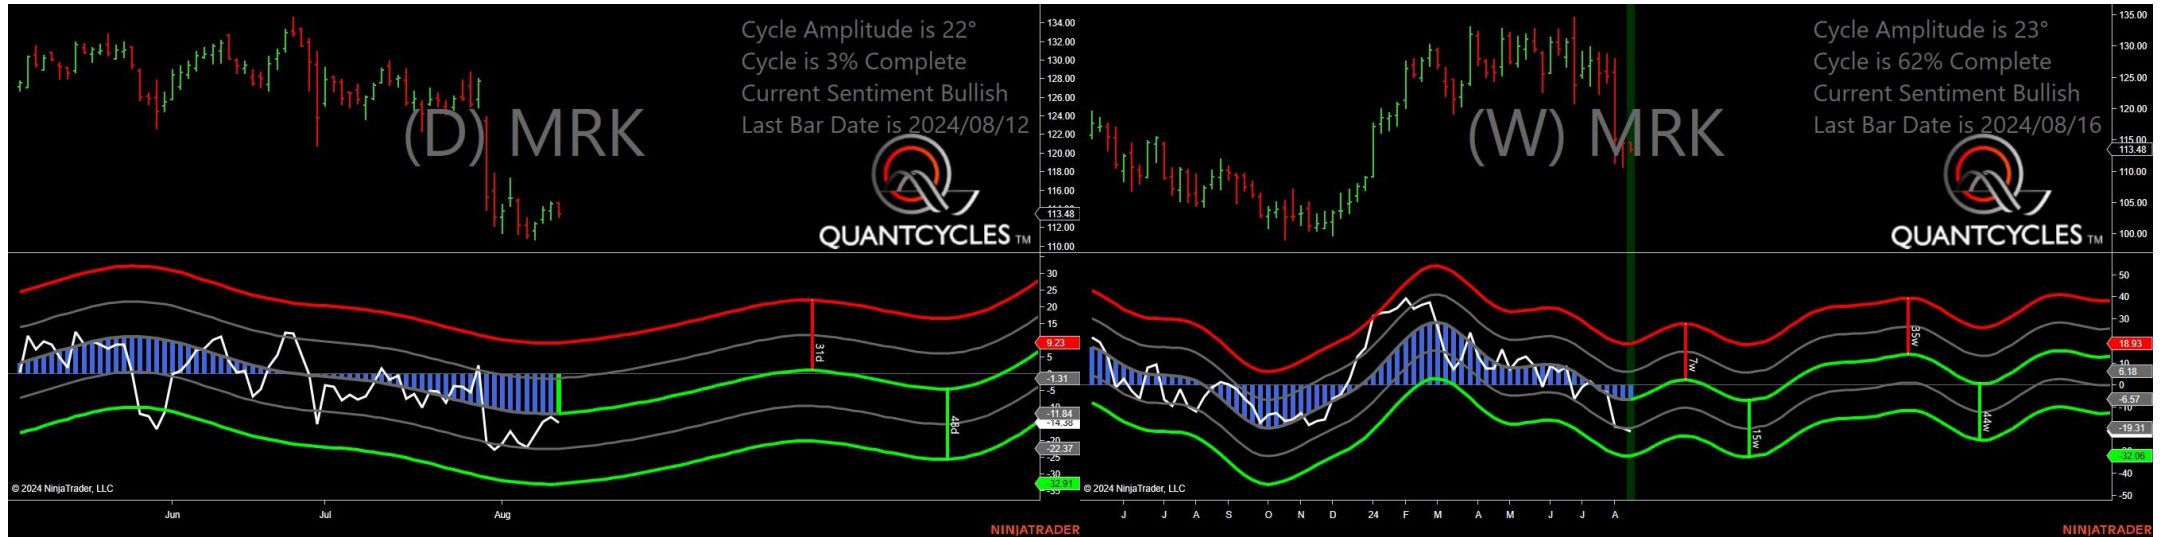 Cycle Amplitude is 22°
Cycle is 3% Complete
Current Sentiment Bullish
Last Bar Date is 2024/08/12
(D) MRK
QUANTCYCLES TM
134.00
132.00
130.00
128.00
126.00
124.00
122.00
120.00
118.00
116.00
113.48
112.00
110.00
31d
48d
30
25
20
15
9.23
5
-1.31
-5
-11.84
-14.38
-20
-22.37
-25
-30
-32.91
-35
© 2024 NinjaTrader, LLC
Jun Jul Aug
NINJATRADER
Cycle Amplitude is 23°
Cycle is 62% Complete
Current Sentiment Bullish
Last Bar Date is 2024/08/16
(W) MRK
QUANTCYCLES TM
135.00
130.00
125.00
120.00
115.00
113.48
110.00
105.00
100.00
7w
15w
35w
44w
50
40
30
18.93
10
6.18
0
-6.57
-10
-19.31
-32.06
-40
-50
© 2024 NinjaTrader, LLC
J J A S O N D 24 F M A M J J A
NINJATRADER